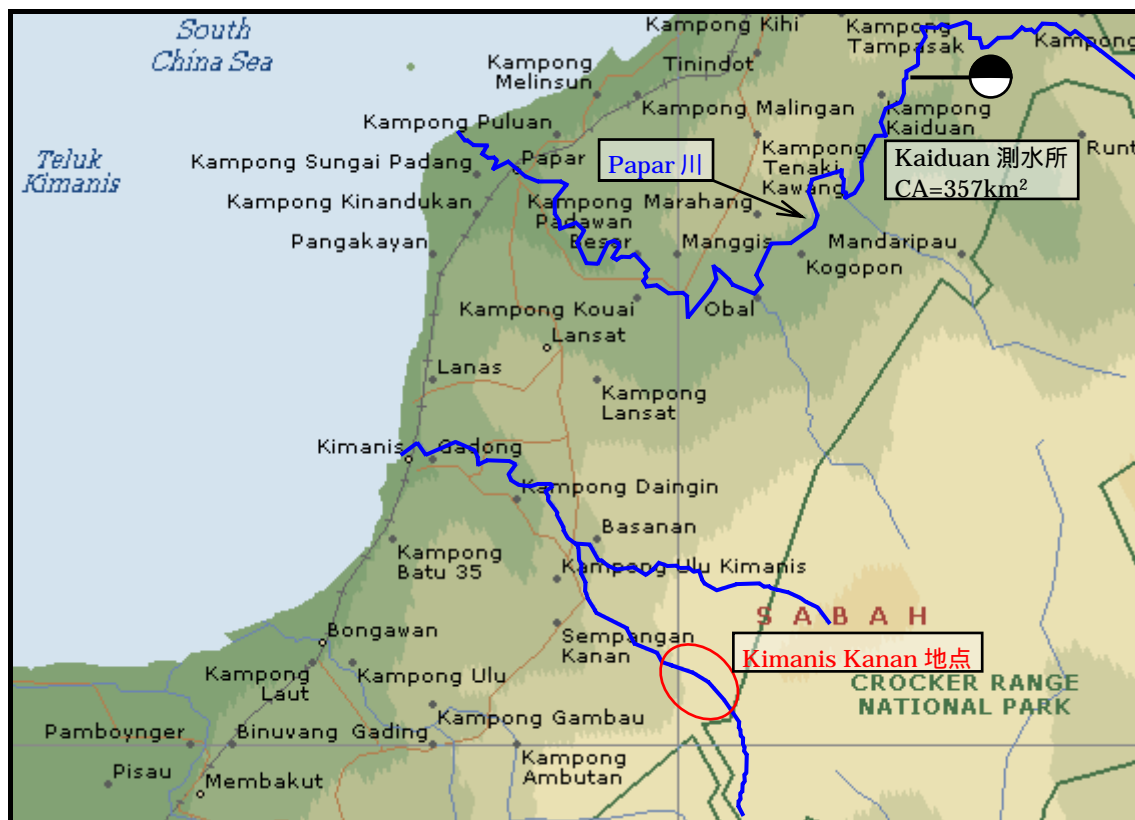 South
China Sea
Kampong Kihi
Kampong
Tampasak
Kampong
Tinindot
Kampong
Melinsun
Kampong Malingan
Kampong
Kaiduan
Kampong Puluan
Teluk
Kimanis
Kampong Sungai Padang
Papar
Papar 川
Kampong
Tenaki
Kaiduan 測水所
CA=357km²
Runt
Kampong Kinandukan
Kampong
Padawan
Besar
Marahang
Kawang
Pangakayan
Manggis
Mandaripau
Kogopon
Kampong Kouai
Obal
Lansat
Lanas
Kampong
Lansat
Kimanis
Gadong
Kampong Daingin
Basanan
Kampong
Batu 35
Kampong Ulu Kimanis
SABAH
Bongawan
Sempangan
Kanan
Kimanis Kanan 地点
Kampong
Laut
Kampong Ulu
CROCKER RANGE
NATIONAL PARK
Kampong Gambau
Pamboynger
Binuvang
Gading
Kampong
Ambutan
Pisau
Membakut